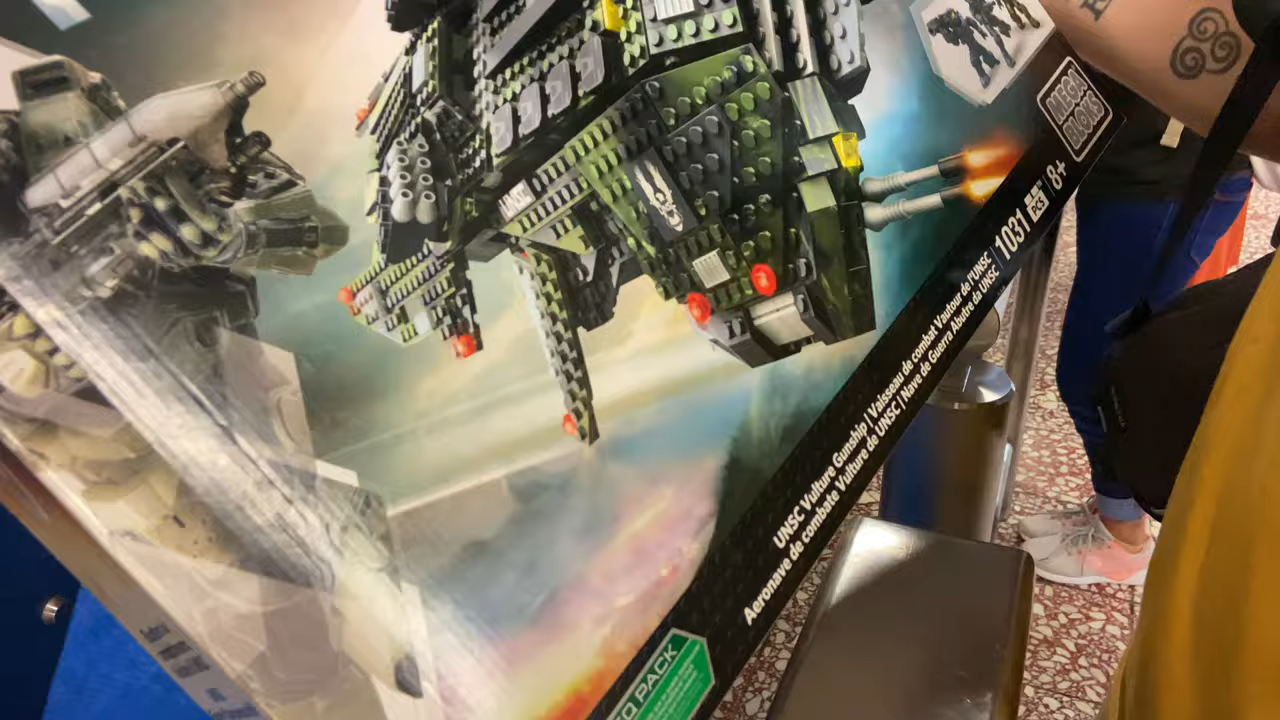 MEGA
BLOKS
8+
1031 PCS
UNSC Vulture Gunship | Vaisseau de combat Vautour de l'UNSC
Aeronave de combate Vulture de UNSC | Nave de Guerra Abutre da UNSC
UNSC
EQ PACK